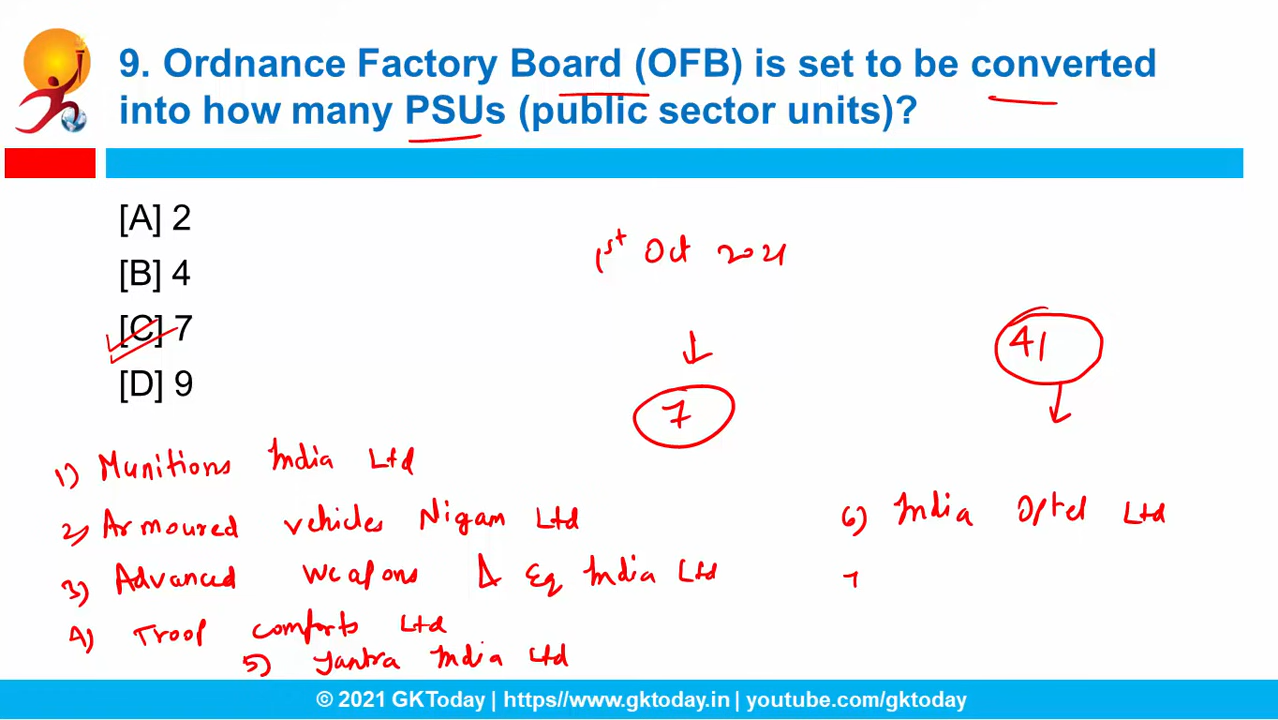 9. Ordnance Factory Board (OFB) is set to be converted
into how many PSUs (public sector units)?
[A] 2
[B] 4
[C] 7
[D] 9
1st Oct 2021
7
41
1) Munitions India Ltd
2) Armoured vehicles Nigam Ltd
3) Advanced Weapons & Eq India Ltd
4) Troop comforts Ltd
5) Yantra India Ltd
6) India Optel Ltd
7
© 2021 GKToday | https//www.gktoday.in | youtube.com/gktoday